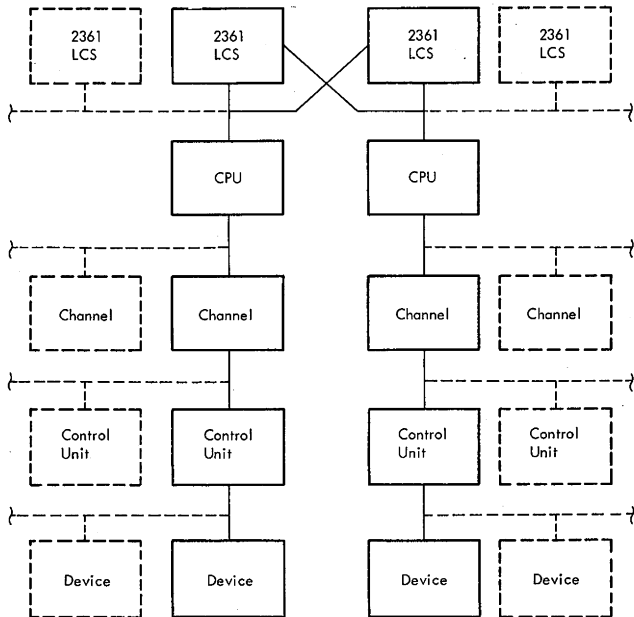 2361
LCS
2361
LCS
2361
LCS
2361
LCS
CPU
CPU
Channel
Channel
Channel
Channel
Control
Unit
Control
Unit
Control
Unit
Control
Unit
Device
Device
Device
Device